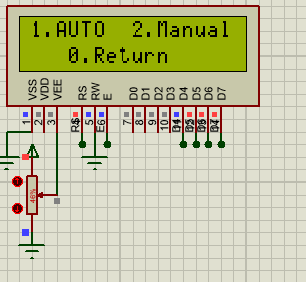 1.AUTO 2.Manual
0.Return
VSS VDD VEE RS RW E D0 D1 D2 D3 D4 D5 D6 D7
1 2 3 5 7 8 9 10
46%